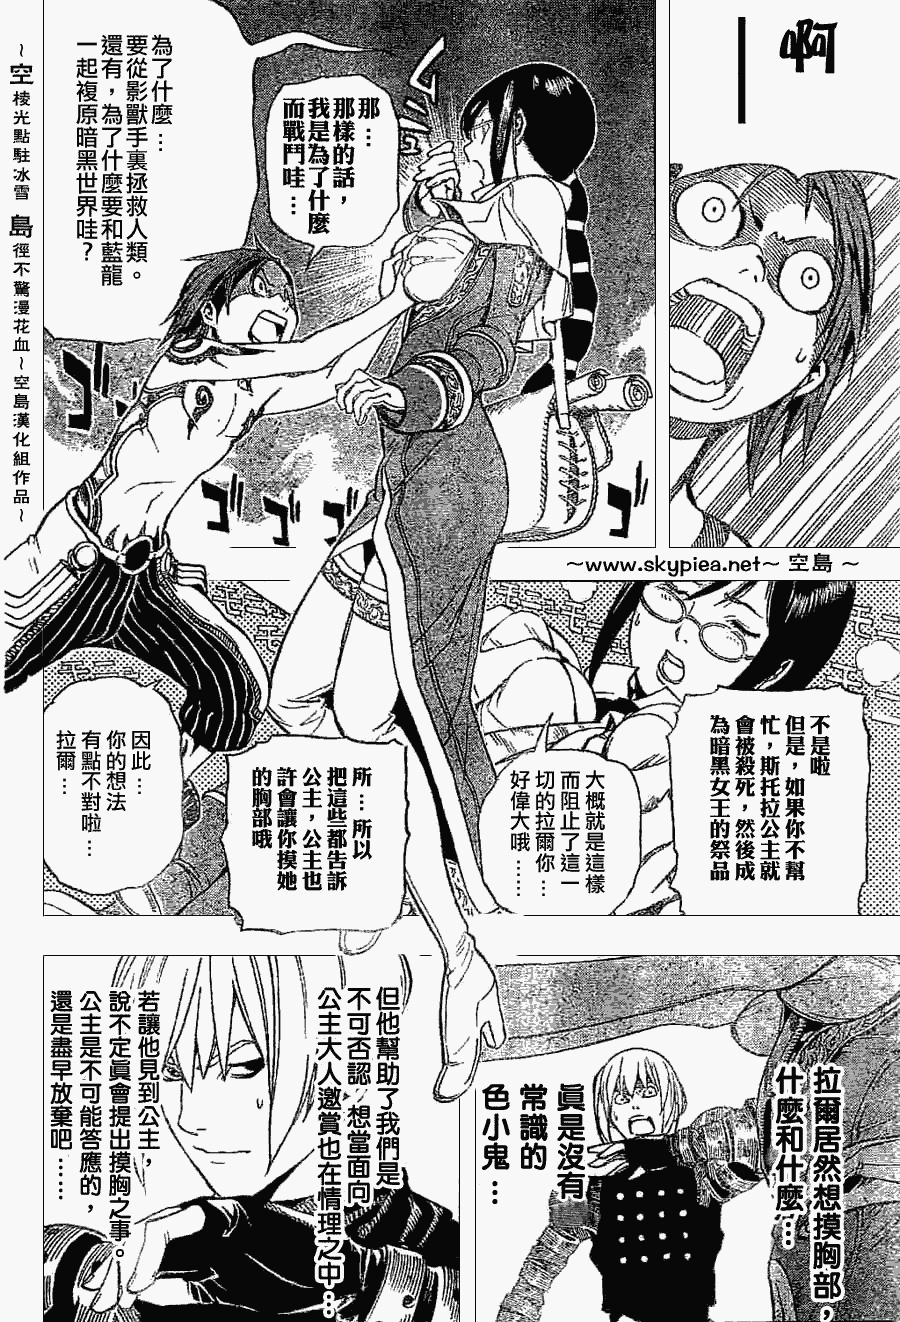 啊
那…
那樣的話，
我是為了什麼
而戰鬥哇…
為了什麼…
要從影獸手裏拯救人類。
還有，為了什麼要和藍龍
一起複原暗黑世界哇？
ゴ
ゴ
ゴ
ゴ
ゴ
～www.skypiea.net～ 空島 ～
不是啦
但是，如果你不幫
忙，斯托拉公主就
會被殺死，然後成
為暗黑女王的祭品
大概就是這樣
而阻止了這一
切的拉爾你…
好偉大哦……
所…所以
把這些都告訴
公主，公主也
許會讓你摸她
的胸部哦
因此…
你的想法
有點不對啦
拉爾…
拉爾居然想摸胸部，
什麼和什麼…
眞是沒有
常識的
色小鬼…
但他幫助了我們是
不可否認，想當面向
公主大人邀賞也在情理之中…
若讓他見到公主，
說不定眞會提出摸胸之事。
公主是不可能答應的，
還是盡早放棄吧……
～空棱光點駐冰雪 島徑不驚漫花血～空島漢化組作品～